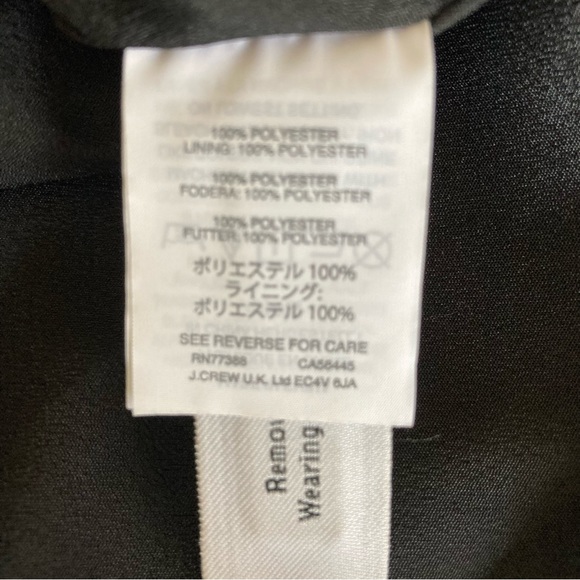 100% POLYESTER
LINING: 100% POLYESTER
100% POLYESTER
FODERA: 100% POLYESTER
100% POLYESTER
FUTTER: 100% POLYESTER
ポリエステル 100%
ライニング:
ポリエステル 100%
SEE REVERSE FOR CARE
RN77388 CA56445
J.CREW U.K. Ltd EC4V 6JA
Remov
Wearing